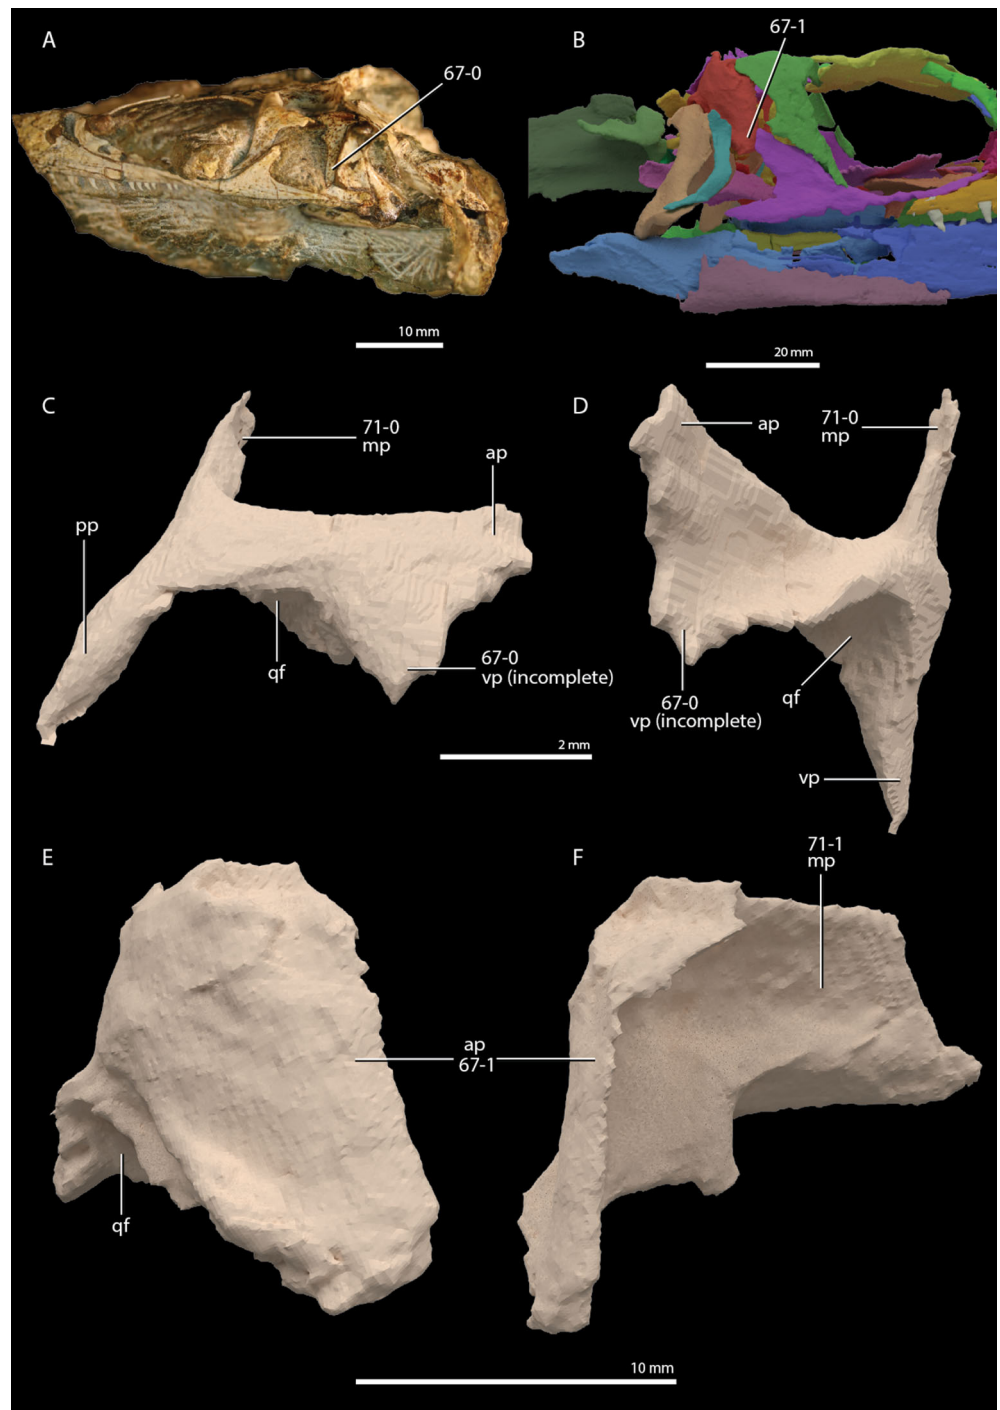 A
67-0
10 mm
B
67-1
20 mm
C
71-0
mp
ap
pp
qf
67-0
vp (incomplete)
2 mm
D
ap
71-0
mp
67-0
vp (incomplete)
qf
vp
E
ap
67-1
qf
F
71-1
mp
10 mm